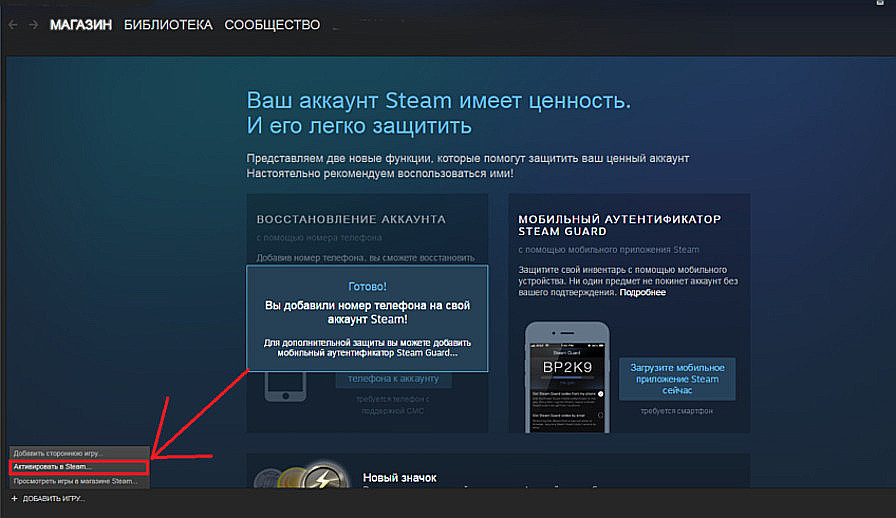 МАГАЗИН БИБЛИОТЕКА СООБЩЕСТВО
Ваш аккаунт Steam имеет ценность.
И его легко защитить
Представляем две новые функции, которые помогут защитить ваш ценный аккаунт
Настоятельно рекомендуем воспользоваться ими!
ВОССТАНОВЛЕНИЕ АККАУНТА
с помощью номера телефона
Добавив номер телефона, вы сможете восстановить
Готово!
Вы добавили номер телефона на свой
аккаунт Steam!
Для дополнительной защиты вы можете добавить
мобильный аутентификатор Steam Guard...
телефона к аккаунту
требуется телефон с
поддержкой СМС
МОБИЛЬНЫЙ АУТЕНТИФИКАТОР
STEAM GUARD
с помощью мобильного приложения Steam
Защитите свой инвентарь с помощью мобильного
устройства. Ни один предмет не покинет аккаунт без
вашего подтверждения. Подробнее
Steam Guard
BP2K9
Загрузите мобильное
приложение Steam
сейчас
требуется смартфон
Новый значок
Добавить стороннюю игру...
Активировать в Steam...
Просмотреть игры в магазине Steam...
+ ДОБАВИТЬ ИГРУ...